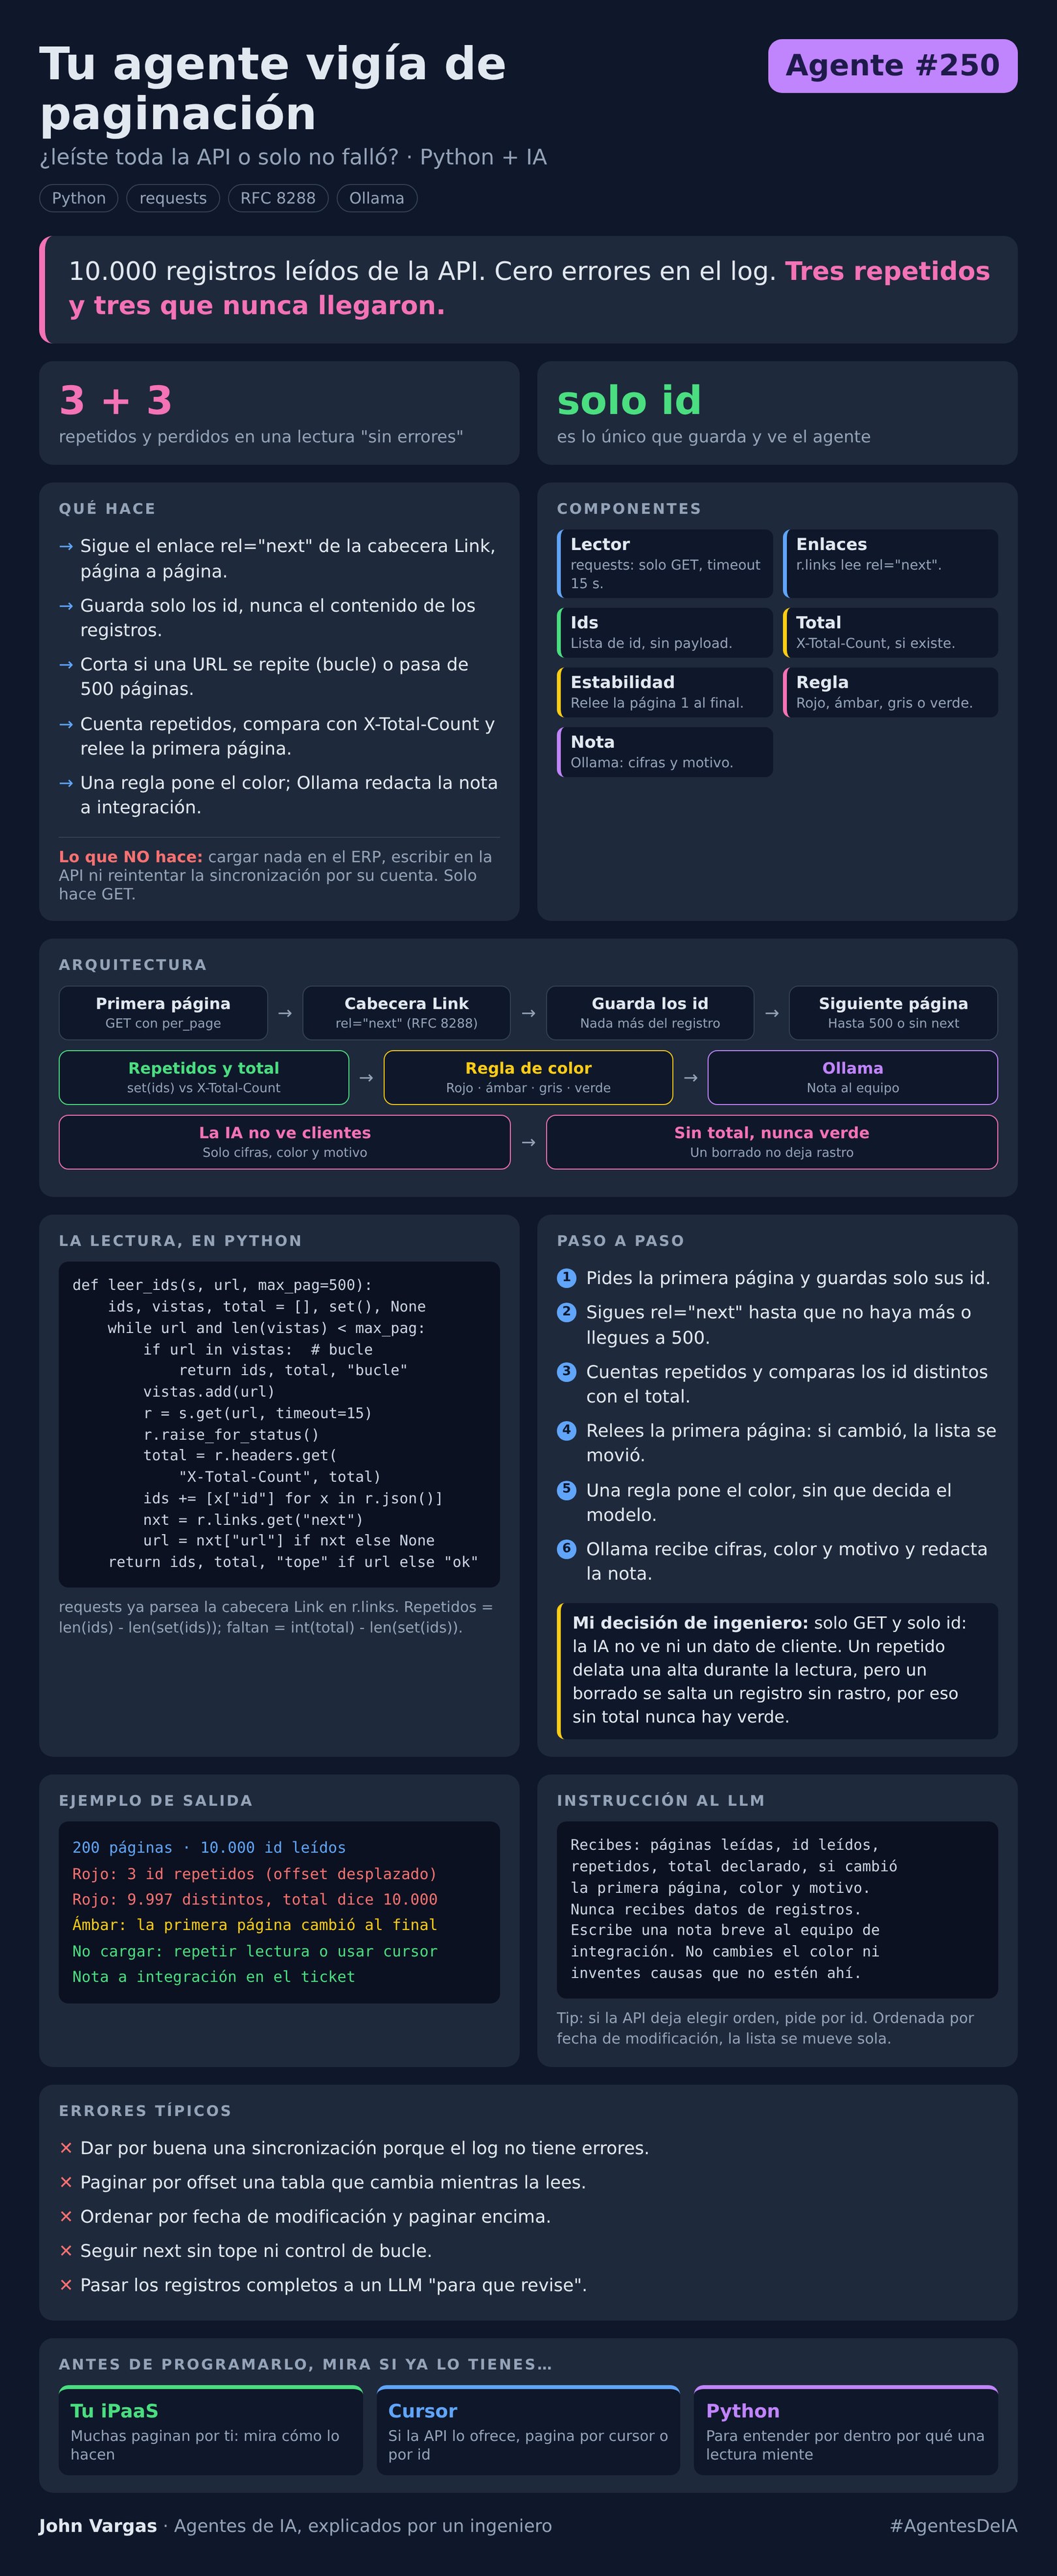 Tu agente vigía de
paginación
Agente #250
¿leíste toda la API o solo no falló? · Python + IA
Python
requests
RFC 8288
Ollama
10.000 registros leídos de la API. Cero errores en el log. Tres repetidos
y tres que nunca llegaron.
3 + 3
repetidos y perdidos en una lectura "sin errores"
solo id
es lo único que guarda y ve el agente
QUÉ HACE
→ Sigue el enlace rel="next" de la cabecera Link,
página a página.
→ Guarda solo los id, nunca el contenido de los
registros.
→ Corta si una URL se repite (bucle) o pasa de
500 páginas.
→ Cuenta repetidos, compara con X-Total-Count y
relee la primera página.
→ Una regla pone el color; Ollama redacta la nota
a integración.
Lo que NO hace: cargar nada en el ERP, escribir en la
API ni reintentar la sincronización por su cuenta. Solo
hace GET.
COMPONENTES
Lector
requests: solo GET, timeout
15 s.
Enlaces
r.links lee rel="next".
Ids
Lista de id, sin payload.
Total
X-Total-Count, si existe.
Estabilidad
Relee la página 1 al final.
Regla
Rojo, ámbar, gris o verde.
Nota
Ollama: cifras y motivo.
ARQUITECTURA
Primera página
GET con per_page
→
Cabecera Link
rel="next" (RFC 8288)
→
Guarda los id
Nada más del registro
→
Siguiente página
Hasta 500 o sin next
Repetidos y total
set(ids) vs X-Total-Count
→
Regla de color
Rojo · ámbar · gris · verde
→
Ollama
Nota al equipo
La IA no ve clientes
Solo cifras, color y motivo
→
Sin total, nunca verde
Un borrado no deja rastro
LA LECTURA, EN PYTHON
def leer_ids(s, url, max_pag=500):
    ids, vistas, total = [], set(), None
    while url and len(vistas) < max_pag:
        if url in vistas:  # bucle
            return ids, total, "bucle"
        vistas.add(url)
        r = s.get(url, timeout=15)
        r.raise_for_status()
        total = r.headers.get(
            "X-Total-Count", total)
        ids += [x["id"] for x in r.json()]
        nxt = r.links.get("next")
        url = nxt["url"] if nxt else None
    return ids, total, "tope" if url else "ok"
requests ya parsea la cabecera Link en r.links. Repetidos =
len(ids) - len(set(ids)); faltan = int(total) - len(set(ids)).
PASO A PASO
1 Pides la primera página y guardas solo sus id.
2 Sigues rel="next" hasta que no haya más o
llegues a 500.
3 Cuentas repetidos y comparas los id distintos
con el total.
4 Relees la primera página: si cambió, la lista se
movió.
5 Una regla pone el color, sin que decida el
modelo.
6 Ollama recibe cifras, color y motivo y redacta
la nota.
Mi decisión de ingeniero: solo GET y solo id:
la IA no ve ni un dato de cliente. Un repetido
delata una alta durante la lectura, pero un
borrado se salta un registro sin rastro, por eso
sin total nunca hay verde.
EJEMPLO DE SALIDA
200 páginas · 10.000 id leídos
Rojo: 3 id repetidos (offset desplazado)
Rojo: 9.997 distintos, total dice 10.000
Ámbar: la primera página cambió al final
No cargar: repetir lectura o usar cursor
Nota a integración en el ticket
INSTRUCCIÓN AL LLM
Recibes: páginas leídas, id leídos,
repetidos, total declarado, si cambió
la primera página, color y motivo.
Nunca recibes datos de registros.
Escribe una nota breve al equipo de
integración. No cambies el color ni
inventes causas que no estén ahí.
Tip: si la API deja elegir orden, pide por id. Ordenada por
fecha de modificación, la lista se mueve sola.
ERRORES TÍPICOS
✕ Dar por buena una sincronización porque el log no tiene errores.
✕ Paginar por offset una tabla que cambia mientras la lees.
✕ Ordenar por fecha de modificación y paginar encima.
✕ Seguir next sin tope ni control de bucle.
✕ Pasar los registros completos a un LLM "para que revise".
ANTES DE PROGRAMARLO, MIRA SI YA LO TIENES…
Tu iPaaS
Muchas paginan por ti: mira cómo lo
hacen
Cursor
Si la API lo ofrece, pagina por cursor o
por id
Python
Para entender por dentro por qué una
lectura miente
John Vargas · Agentes de IA, explicados por un ingeniero
#AgentesDeIA